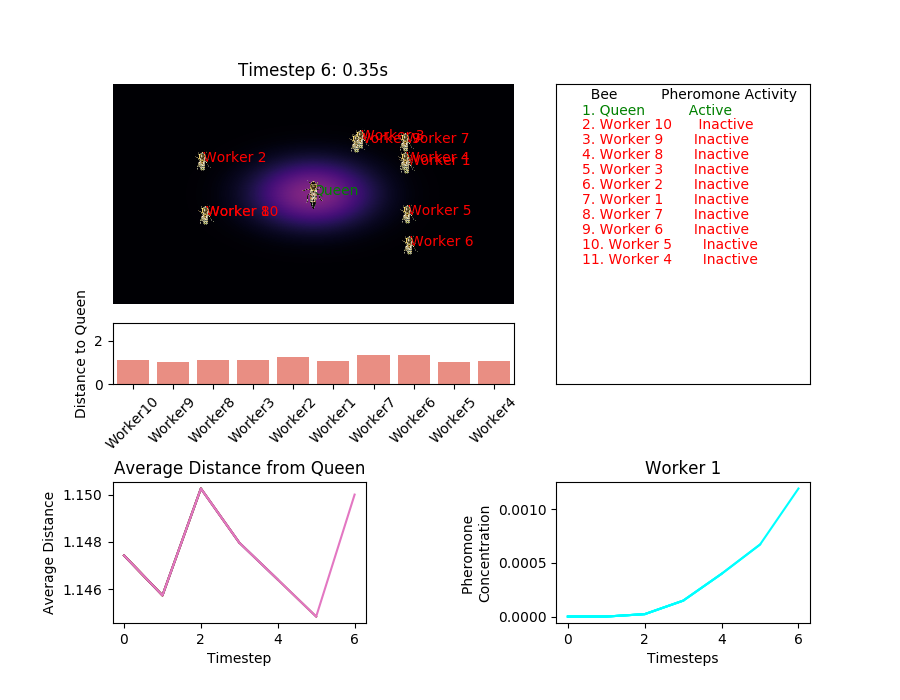 Timestep 6: 0.35s
Worker 3
Worker 7
Worker 4
Worker 1
Worker 2
Queen
Worker 10
Worker 5
Worker 6
Bee Pheromone Activity
1. Queen Active
2. Worker 10 Inactive
3. Worker 9 Inactive
4. Worker 8 Inactive
5. Worker 3 Inactive
6. Worker 2 Inactive
7. Worker 1 Inactive
8. Worker 7 Inactive
9. Worker 6 Inactive
10. Worker 5 Inactive
11. Worker 4 Inactive
Distance to Queen
2
0
Worker10
Worker9
Worker8
Worker3
Worker2
Worker1
Worker7
Worker6
Worker5
Worker4
Average Distance from Queen
Average Distance
1.150
1.148
1.146
0 2 4 6
Timestep
Worker 1
Pheromone
Concentration
0.0010
0.0005
0.0000
0 2 4 6
Timesteps